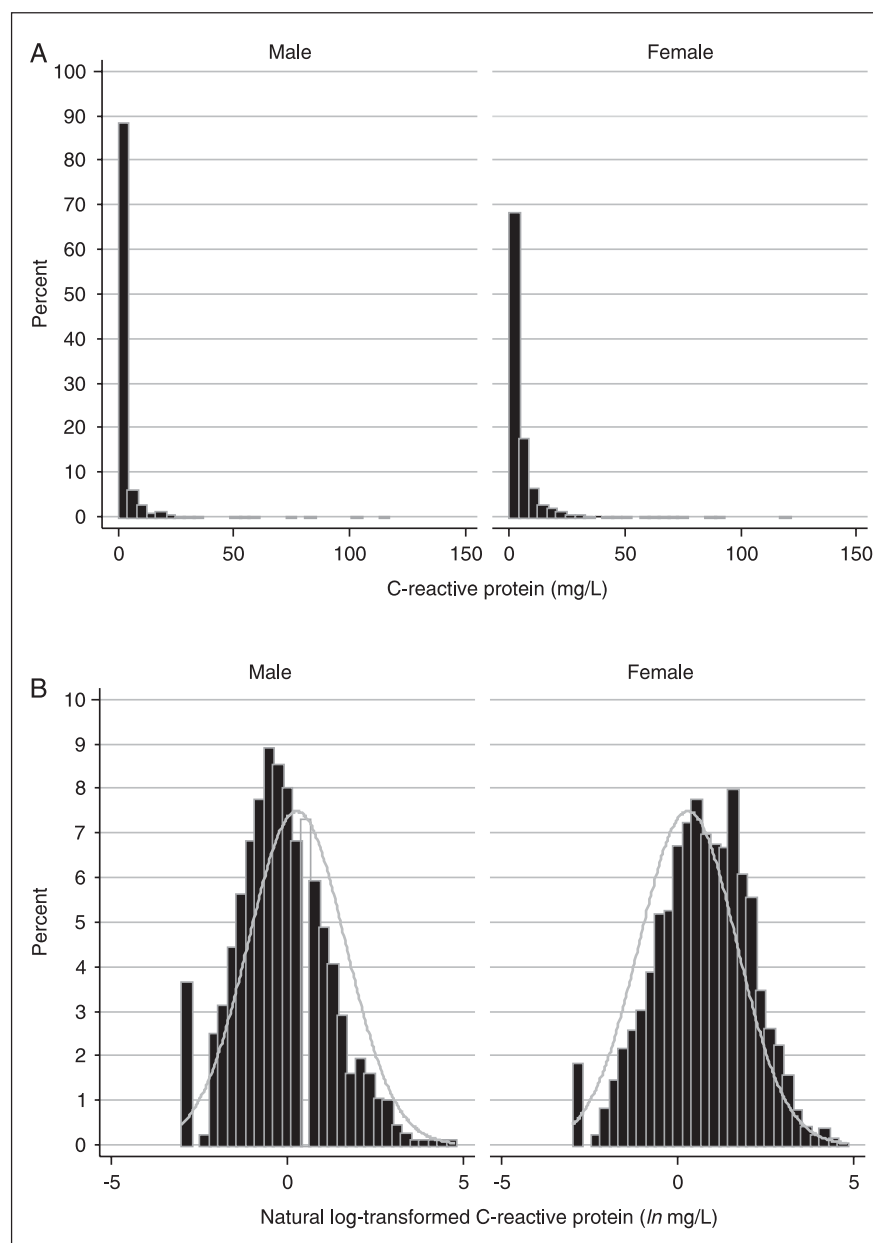 A
Male
Female
100
90
80
70
60
50
40
30
20
10
0
Percent
0 50 100 150
0 50 100 150
C-reactive protein (mg/L)
B
Male
Female
10
9
8
7
6
5
4
3
2
1
0
Percent
-5 0 5
-5 0 5
Natural log-transformed C-reactive protein (ln mg/L)